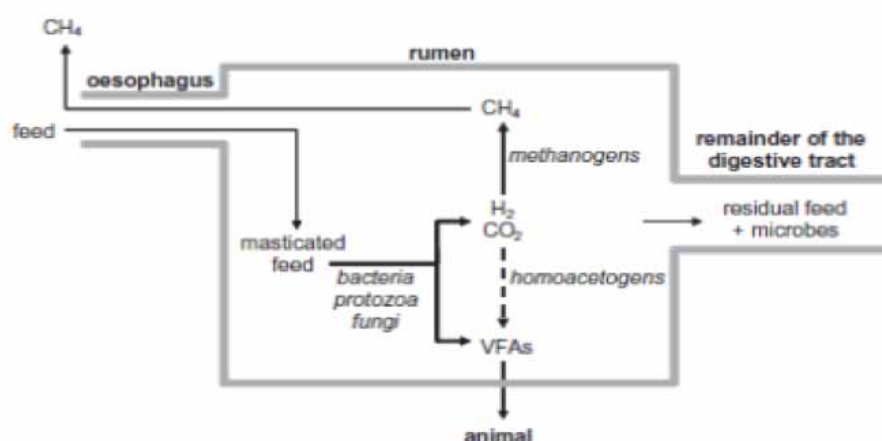 CH₄
rumen
oesophagus
CH₄
feed
methanogens
remainder of the
digestive tract
H₂
CO₂
residual feed
+ microbes
masticated
feed
bacteria
protozoa
fungi
homoacetogens
VFAs
animal